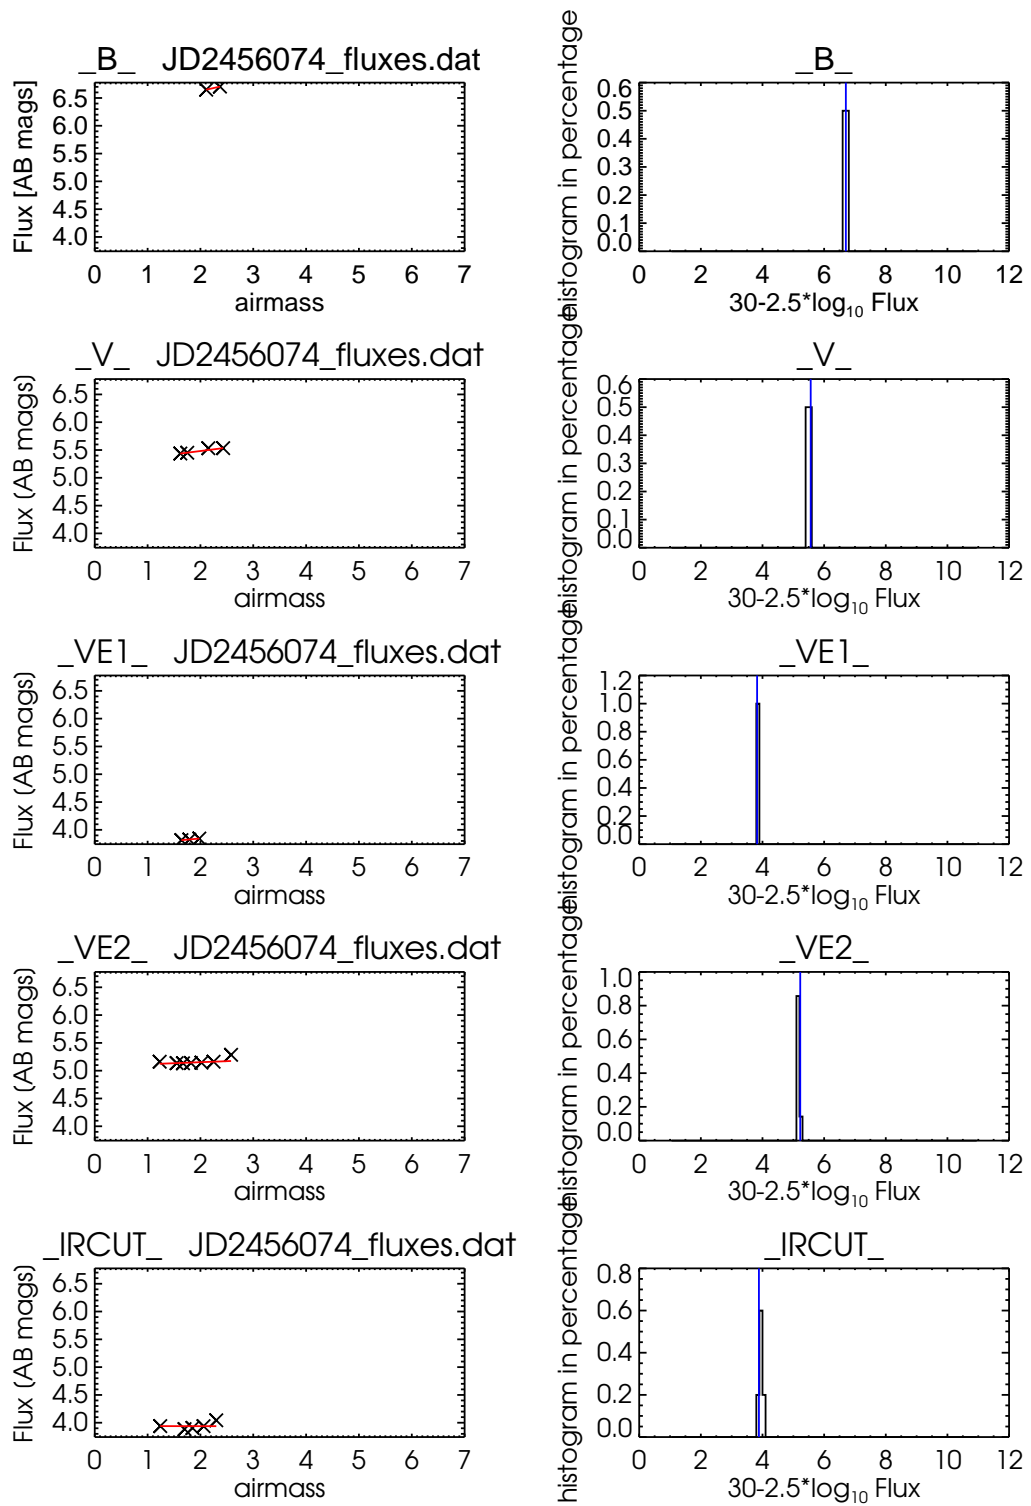 _B_ JD2456074_fluxes.dat
Flux [AB mags]
6.5
6.0
5.5
5.0
4.5
4.0
0 1 2 3 4 5 6 7
airmass
_B_
histogram in percentage
0.6
0.5
0.4
0.3
0.2
0.1
0.0
0 2 4 6 8 10 12
30-2.5*log₁₀ Flux
_V_ JD2456074_fluxes.dat
Flux (AB mags)
6.5
6.0
5.5
5.0
4.5
4.0
0 1 2 3 4 5 6 7
airmass
_V_
histogram in percentage
0.6
0.5
0.4
0.3
0.2
0.1
0.0
0 2 4 6 8 10 12
30-2.5*log₁₀ Flux
_VE1_ JD2456074_fluxes.dat
Flux (AB mags)
6.5
6.0
5.5
5.0
4.5
4.0
0 1 2 3 4 5 6 7
airmass
_VE1_
histogram in percentage
1.2
1.0
0.8
0.6
0.4
0.2
0.0
0 2 4 6 8 10 12
30-2.5*log₁₀ Flux
_VE2_ JD2456074_fluxes.dat
Flux (AB mags)
6.5
6.0
5.5
5.0
4.5
4.0
0 1 2 3 4 5 6 7
airmass
_VE2_
histogram in percentage
1.0
0.8
0.6
0.4
0.2
0.0
0 2 4 6 8 10 12
30-2.5*log₁₀ Flux
_IRCUT_ JD2456074_fluxes.dat
Flux (AB mags)
6.5
6.0
5.5
5.0
4.5
4.0
0 1 2 3 4 5 6 7
airmass
_IRCUT_
histogram in percentage
0.8
0.6
0.4
0.2
0.0
0 2 4 6 8 10 12
30-2.5*log₁₀ Flux